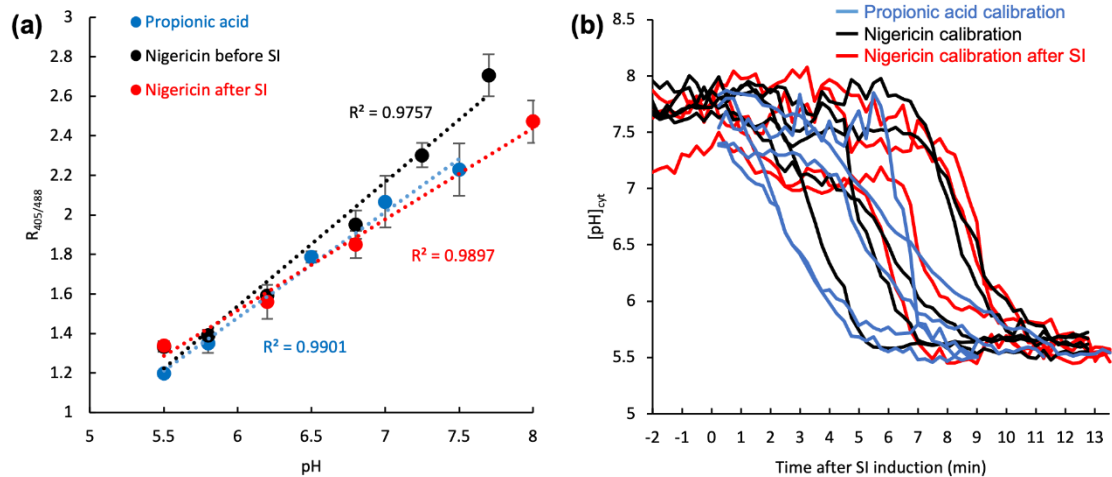 (a)
Propionic acid
Nigericin before SI
Nigericin after SI
R² = 0.9757
R² = 0.9897
R² = 0.9901
R405/488
3
2.8
2.6
2.4
2.2
2
1.8
1.6
1.4
1.2
1
5 5.5 6 6.5 7 7.5 8
pH
(b)
Propionic acid calibration
Nigericin calibration
Nigericin calibration after SI
[pH]cyt
8.5
8
7.5
7
6.5
6
5.5
5
-2 -1 0 1 2 3 4 5 6 7 8 9 10 11 12 13
Time after SI induction (min)